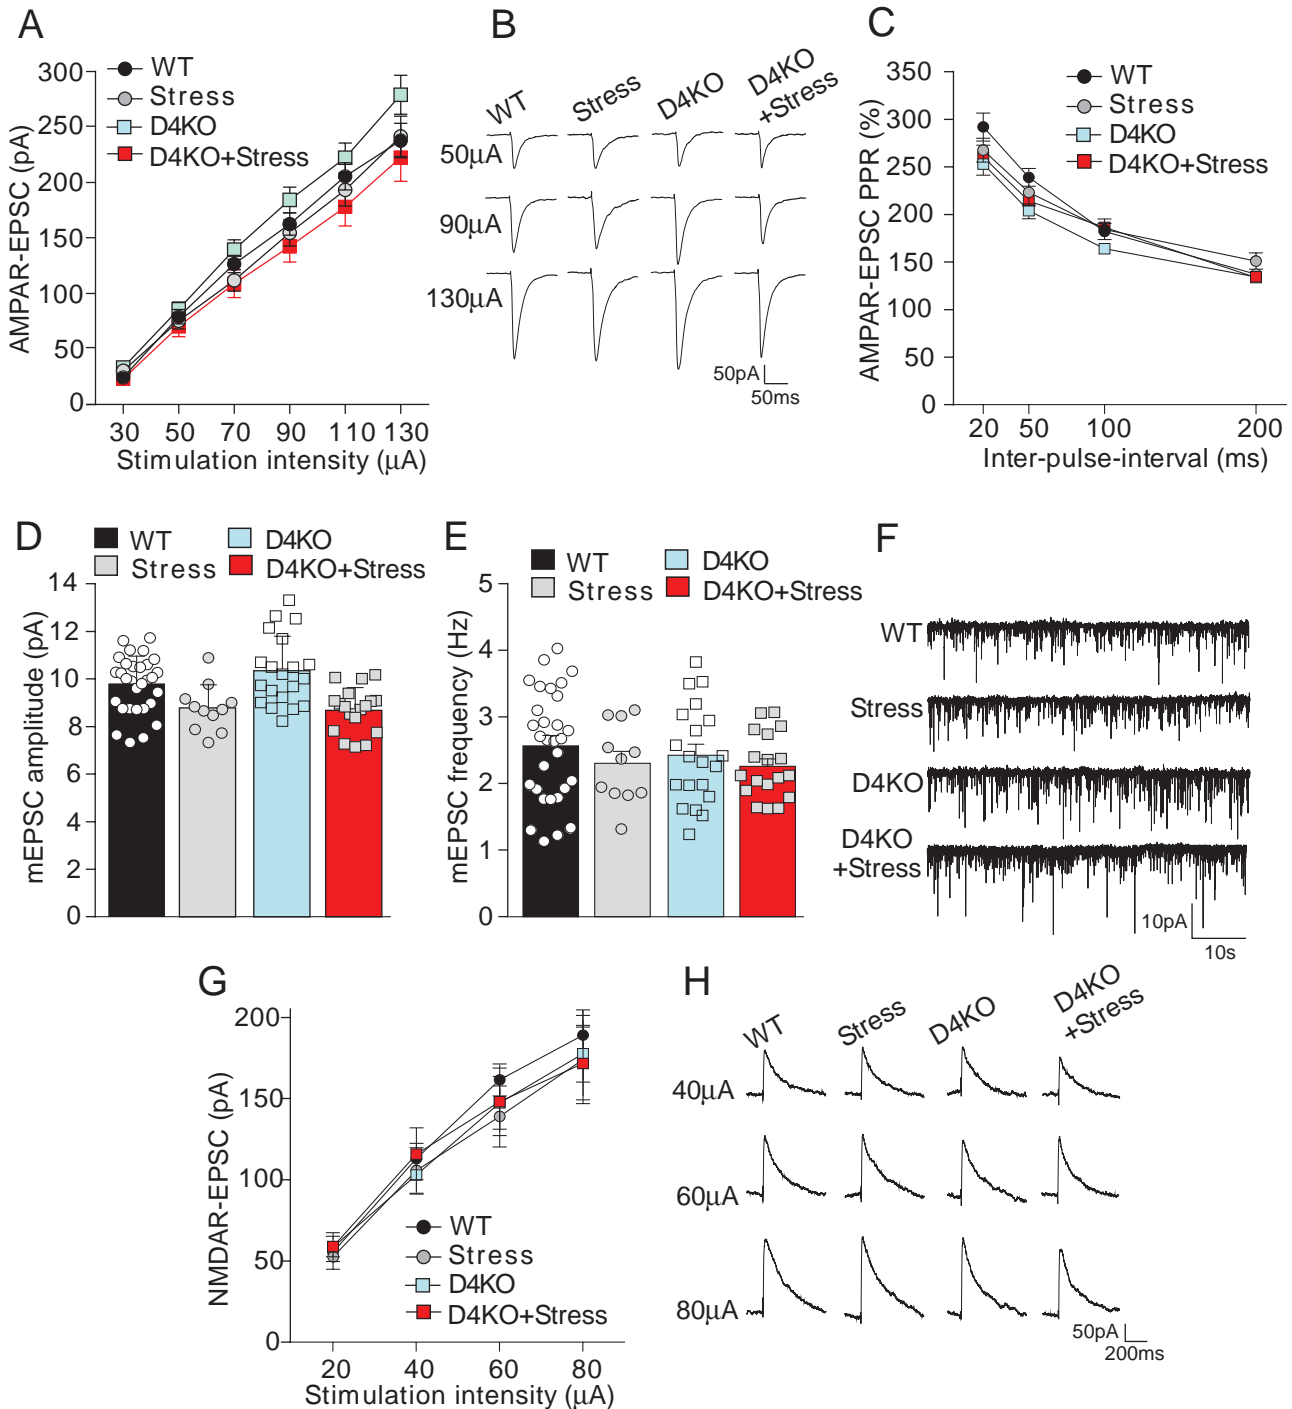 A
AMPAR-EPSC (pA)
300
250
200
150
100
50
0
30 50 70 90 110 130
Stimulation intensity (μA)
WT
Stress
D4KO
D4KO+Stress
B
WT Stress D4KO D4KO
+Stress
50μA
90μA
130μA
50pA
50ms
C
AMPAR-EPSC PPR (%)
350
300
250
200
150
100
50
0
20 50 100 200
Inter-pulse-interval (ms)
WT
Stress
D4KO
D4KO+Stress
D
WT D4KO
Stress D4KO+Stress
mEPSC amplitude (pA)
14
12
10
8
6
4
2
0
E
WT D4KO
Stress D4KO+Stress
mEPSC frequency (Hz)
5
4
3
2
1
0
F
WT
Stress
D4KO
D4KO
+Stress
10pA
10s
G
NMDAR-EPSC (pA)
200
150
100
50
0
20 40 60 80
Stimulation intensity (μA)
WT
Stress
D4KO
D4KO+Stress
H
WT Stress D4KO D4KO
+Stress
40μA
60μA
80μA
50pA
200ms